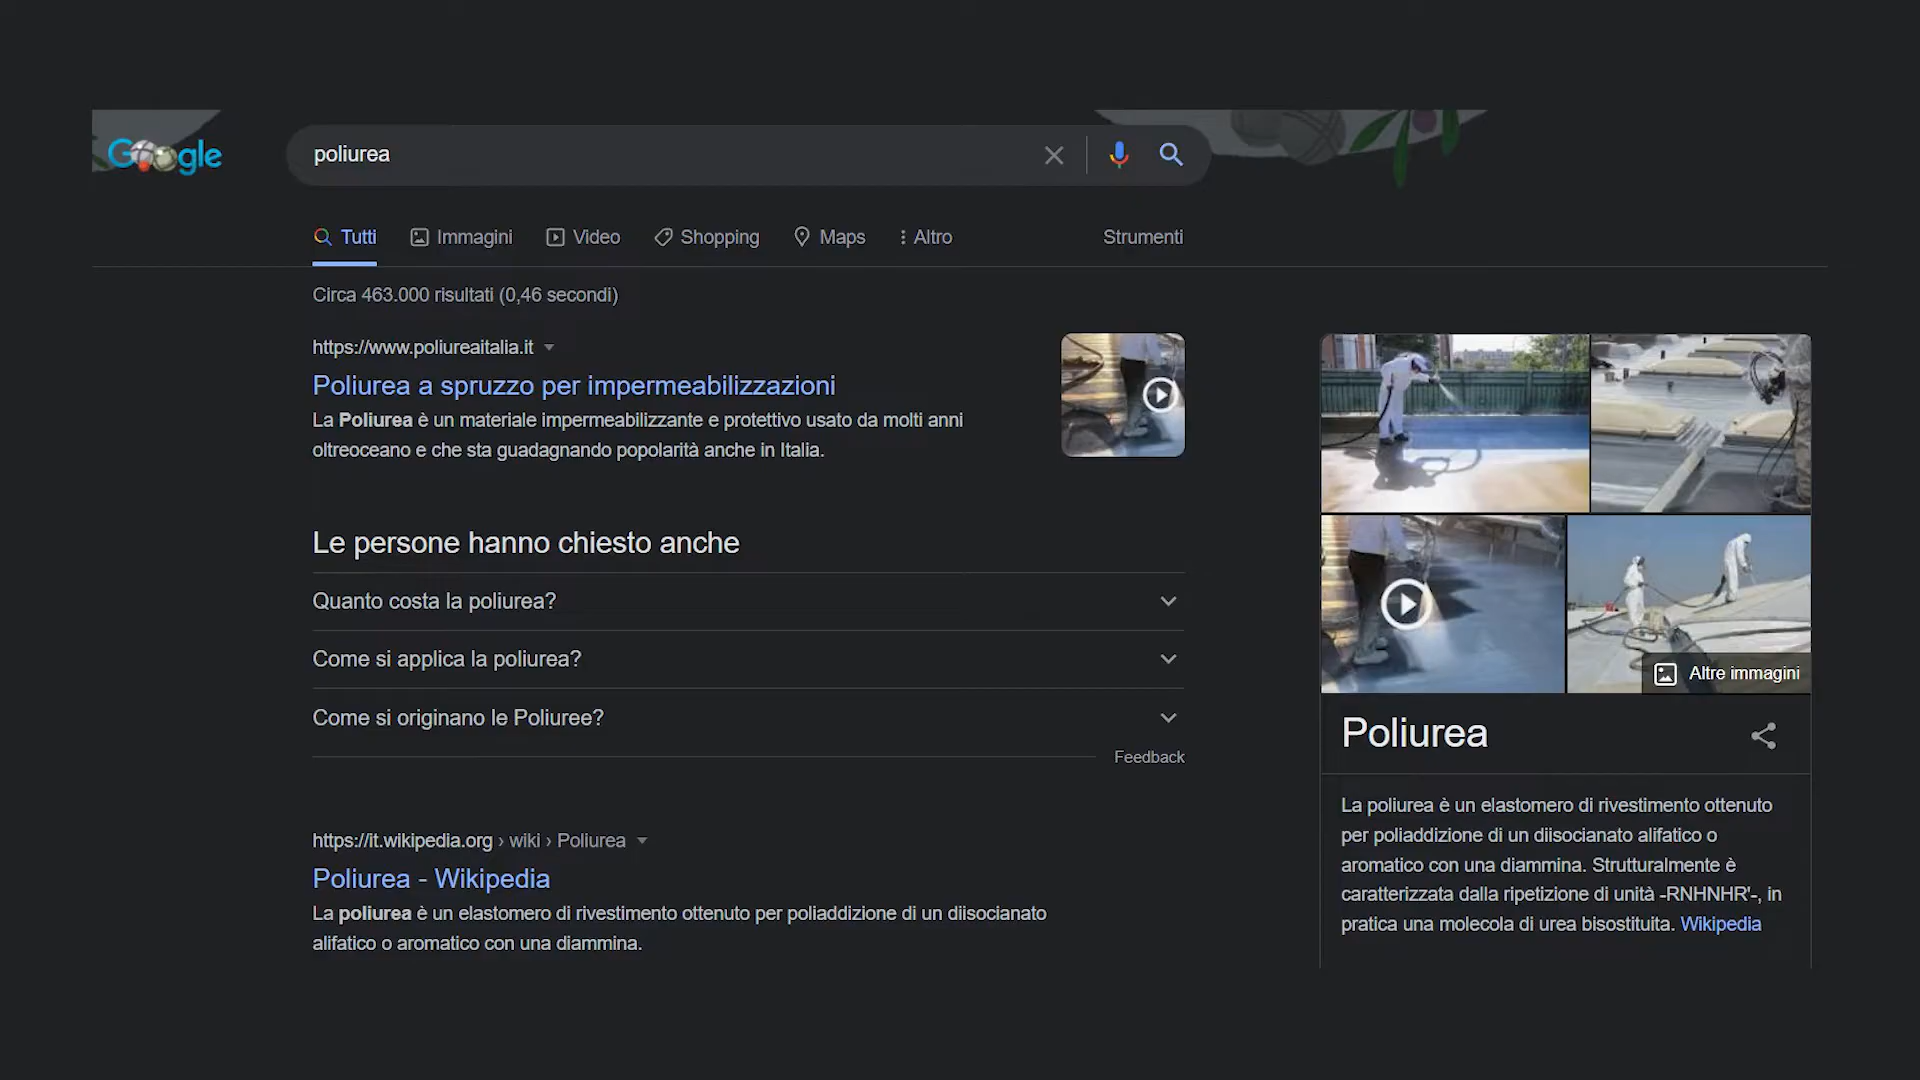 Google
poliurea
Tutti
Immagini
Video
Shopping
Maps
Altro
Strumenti
Circa 463.000 risultati (0,46 secondi)
https://www.poliureaitalia.it
Poliurea a spruzzo per impermeabilizzazioni
La Poliurea è un materiale impermeabilizzante e protettivo usato da molti anni
oltreoceano e che sta guadagnando popolarità anche in Italia.
Le persone hanno chiesto anche
Quanto costa la poliurea?
Come si applica la poliurea?
Come si originano le Poliuree?
Feedback
https://it.wikipedia.org › wiki › Poliurea
Poliurea - Wikipedia
La poliurea è un elastomero di rivestimento ottenuto per poliaddizione di un diisocianato
alifatico o aromatico con una diammina.
Altre immagini
Poliurea
La poliurea è un elastomero di rivestimento ottenuto
per poliaddizione di un diisocianato alifatico o
aromatico con una diammina. Strutturalmente è
caratterizzata dalla ripetizione di unità -RNHNHR'-, in
pratica una molecola di urea bisostituita. Wikipedia